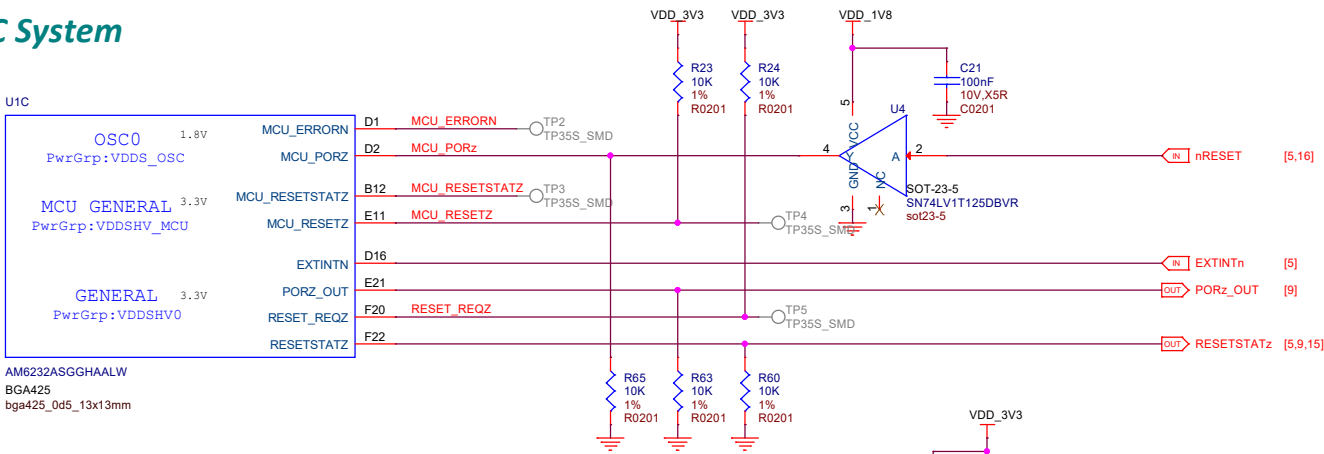 C System
VDD_3V3 VDD_3V3 VDD_1V8
R23
10K
1%
R0201
R24
10K
1%
R0201
C21
100nF
10V,X5R
C0201
U1C
OSC0 1.8V
PwrGrp:VDDS_OSC
MCU GENERAL 3.3V
PwrGrp:VDDSHV_MCU
GENERAL 3.3V
PwrGrp:VDDSHV0
MCU_ERRORN D1 MCU_ERRORN TP2
TP35S_SMD
MCU_PORZ D2 MCU_PORz
MCU_RESETSTATZ B12 MCU_RESETSTATZ TP3
TP35S_SMD
MCU_RESETZ E11 MCU_RESETZ TP4
TP35S_SMD
U4
5
VCC
4 Y A 2
GND
NC
3
1
SOT-23-5
SN74LV1T125DBVR
sot23-5
IN nRESET [5,16]
EXTINTN D16 IN EXTINTn [5]
PORZ_OUT E21 OUT PORz_OUT [9]
RESET_REQZ F20 RESET_REQZ TP5
TP35S_SMD
RESETSTATZ F22 OUT RESETSTATz [5,9,15]
AM6232ASGGHAALW
BGA425
bga425_0d5_13x13mm
R65
10K
1%
R0201
R63
10K
1%
R0201
R60
10K
1%
R0201
VDD_3V3